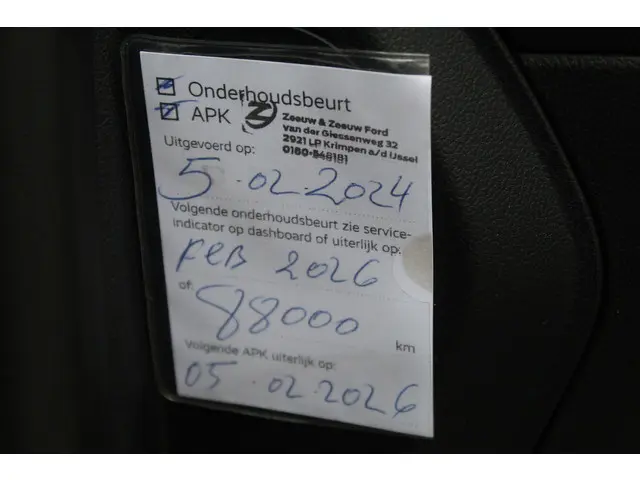 Onderhoudsbeurt
APK
Zeeuw & Zeeuw Ford
van der Giessenweg 32
2921 LP Krimpen a/d IJssel
Uitgevoerd op:
5.02.2024
Volgende onderhoudsbeurt zie service-
indicator op dashboard of uiterlijk op:
FEB 2026
of:
88000 km
Volgende APK uiterlijk op:
05.02.2026